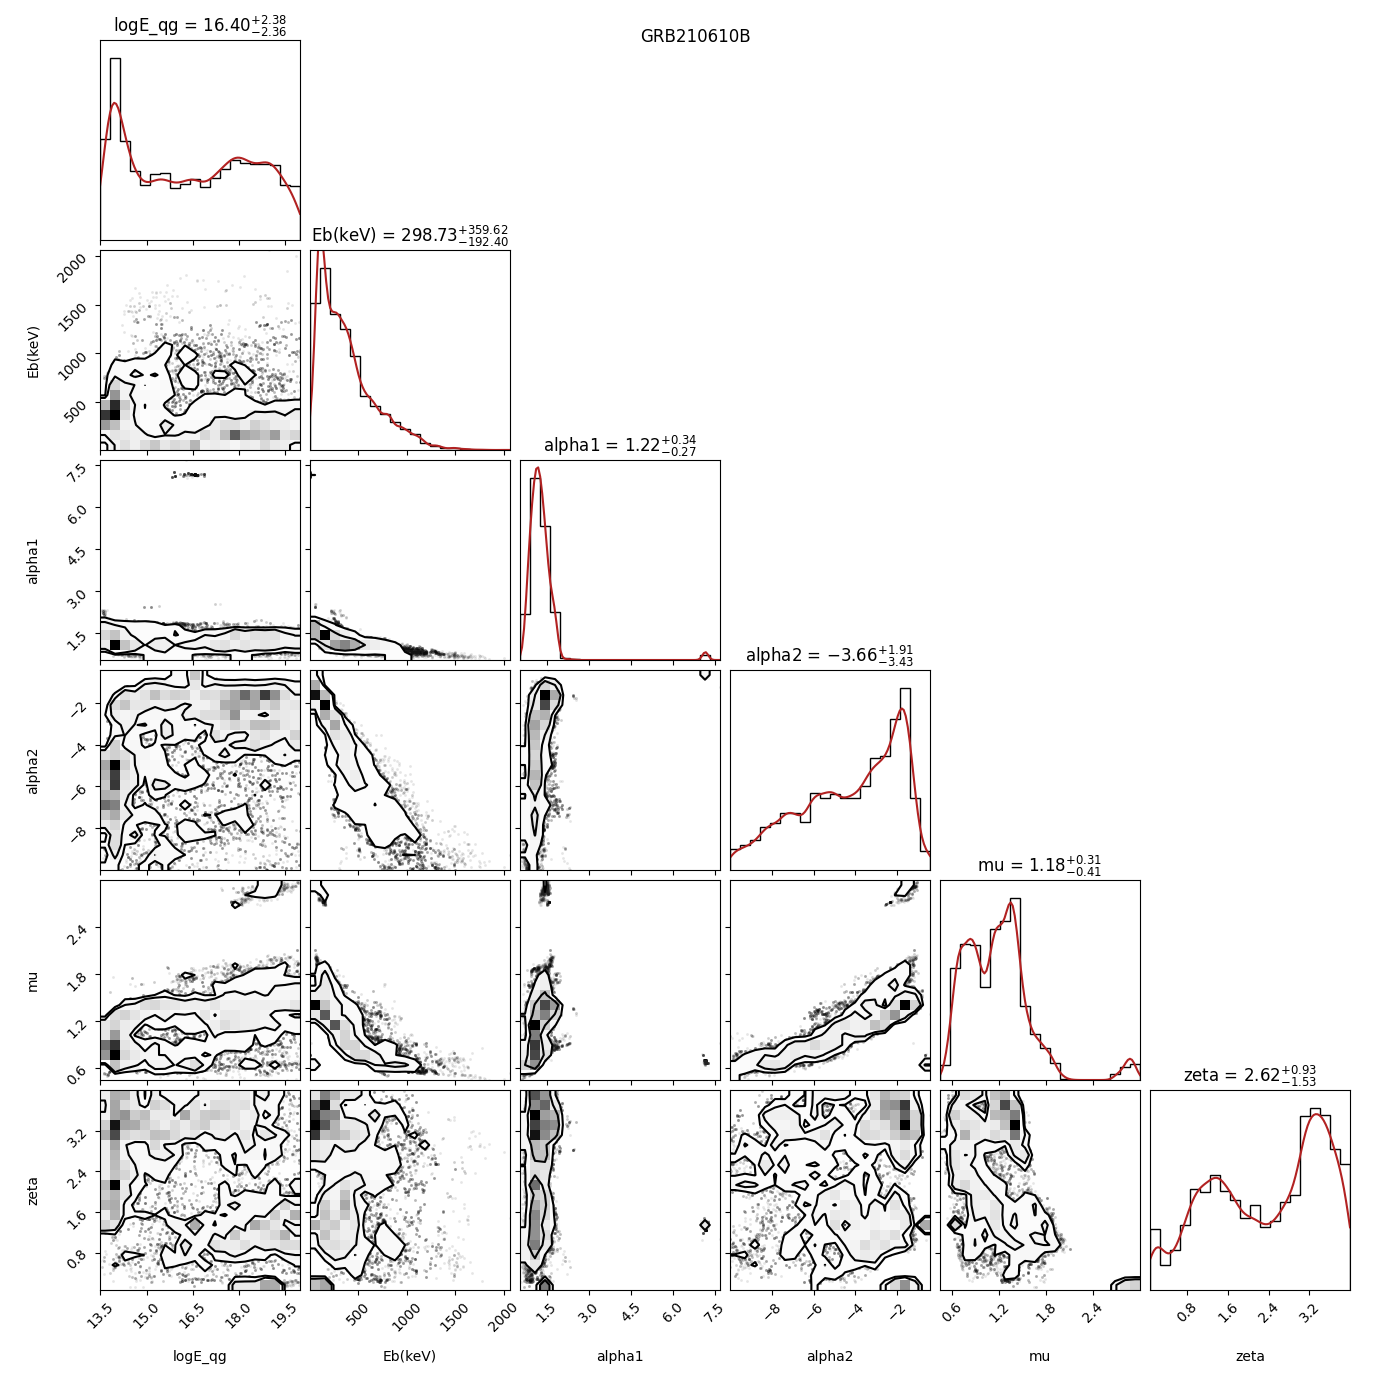 GRB210610B
logE_qg = 16.40+2.38−2.36
Eb(keV) = 298.73+359.62−192.40
2000
1500
1000
500
Eb(keV)
alpha1 = 1.22+0.34−0.27
7.5
6.0
4.5
3.0
1.5
alpha1
alpha2 = −3.66+1.91−3.43
−2
−4
−6
−8
alpha2
mu = 1.18+0.31−0.41
2.4
1.8
1.2
0.6
mu
zeta = 2.62+0.93−1.53
3.2
2.4
1.6
0.8
zeta
13.5 15.0 16.5 18.0 19.5
500 1000 1500 2000
1.5 3.0 4.5 6.0 7.5
−8 −6 −4 −2
0.6 1.2 1.8 2.4
0.8 1.6 2.4 3.2
logE_qg Eb(keV) alpha1 alpha2 mu zeta